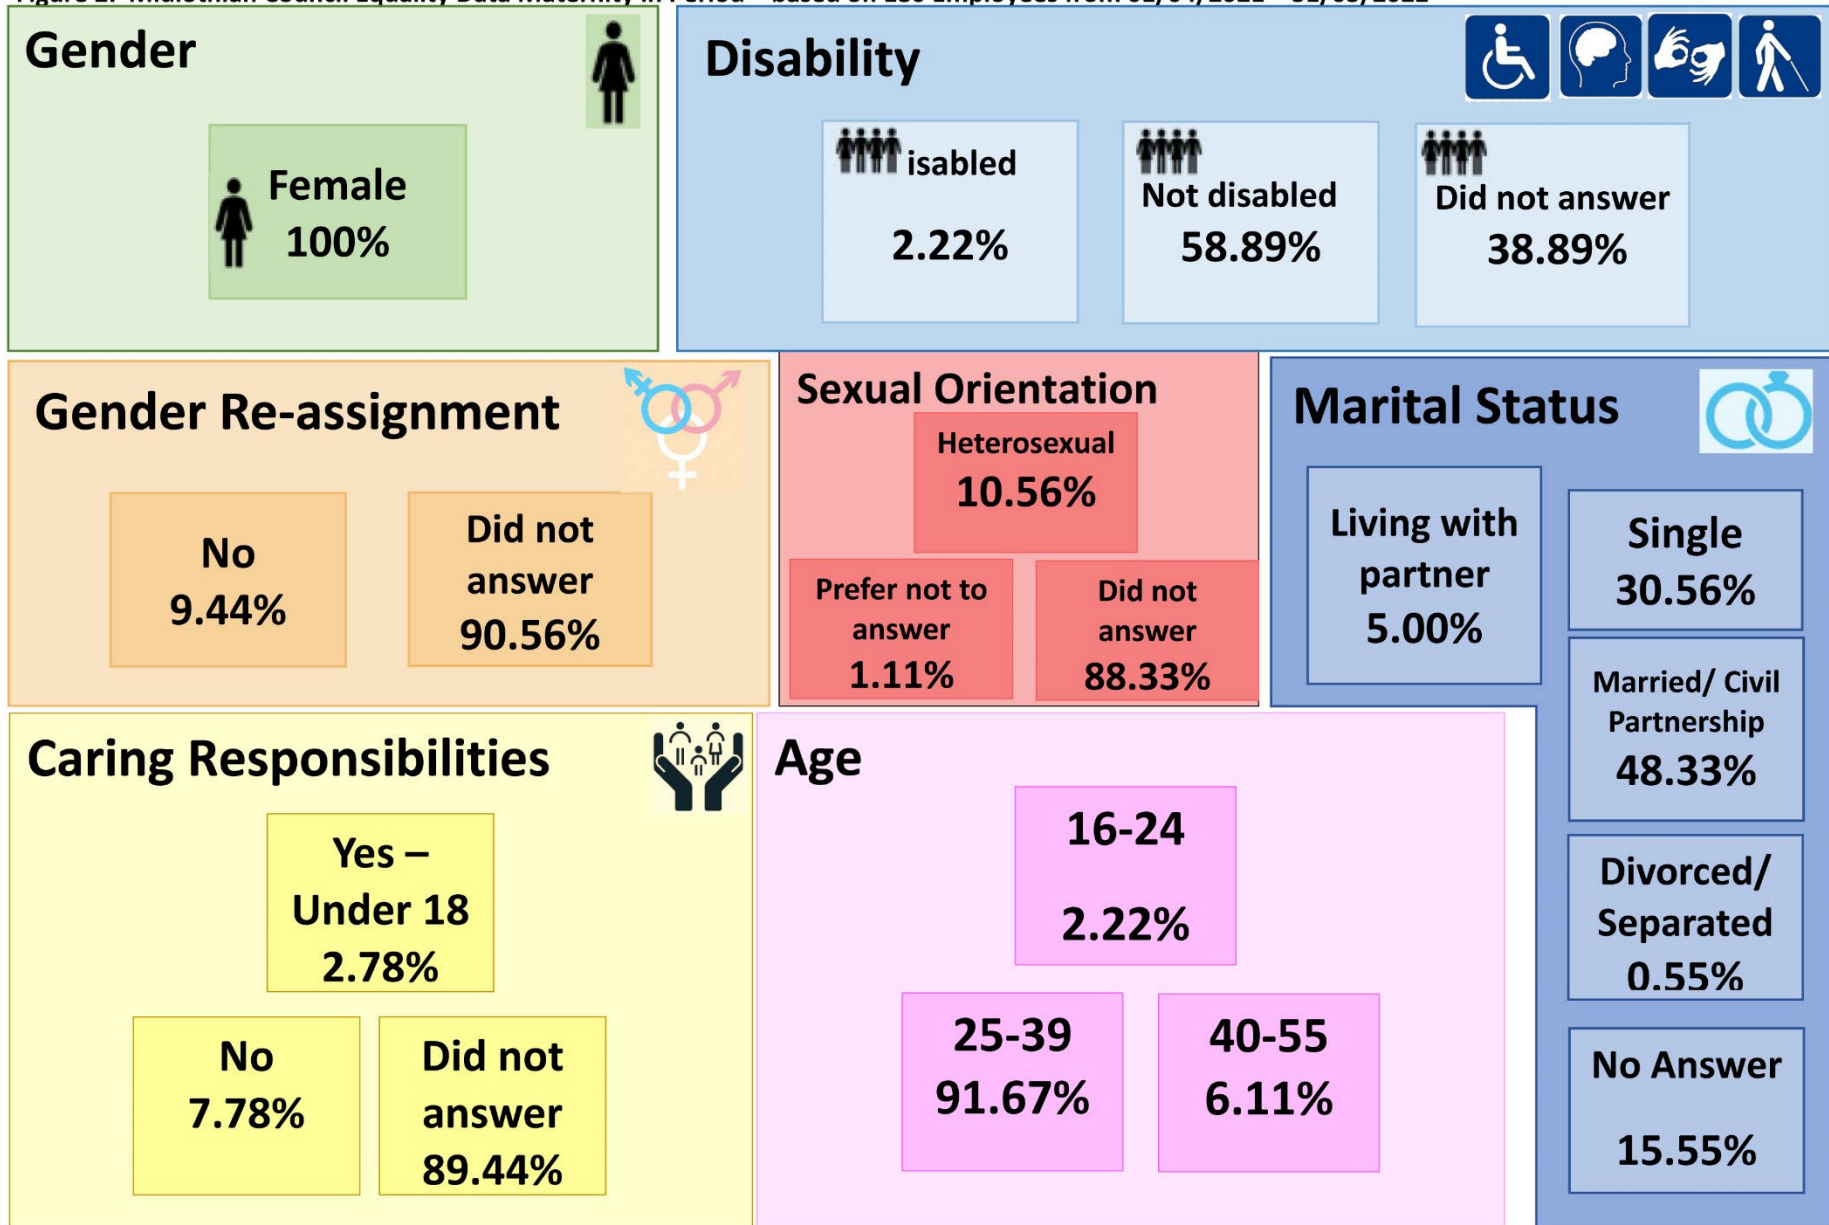 Gender
Female
100%
Disability
isabled
2.22%
Not disabled
58.89%
Did not answer
38.89%
Gender Re-assignment
No
9.44%
Did not
answer
90.56%
Sexual Orientation
Heterosexual
10.56%
Prefer not to
answer
1.11%
Did not
answer
88.33%
Marital Status
Living with
partner
5.00%
Single
30.56%
Married/ Civil
Partnership
48.33%
Divorced/
Separated
0.55%
No Answer
15.55%
Caring Responsibilities
Yes –
Under 18
2.78%
No
7.78%
Did not
answer
89.44%
Age
16-24
2.22%
25-39
91.67%
40-55
6.11%